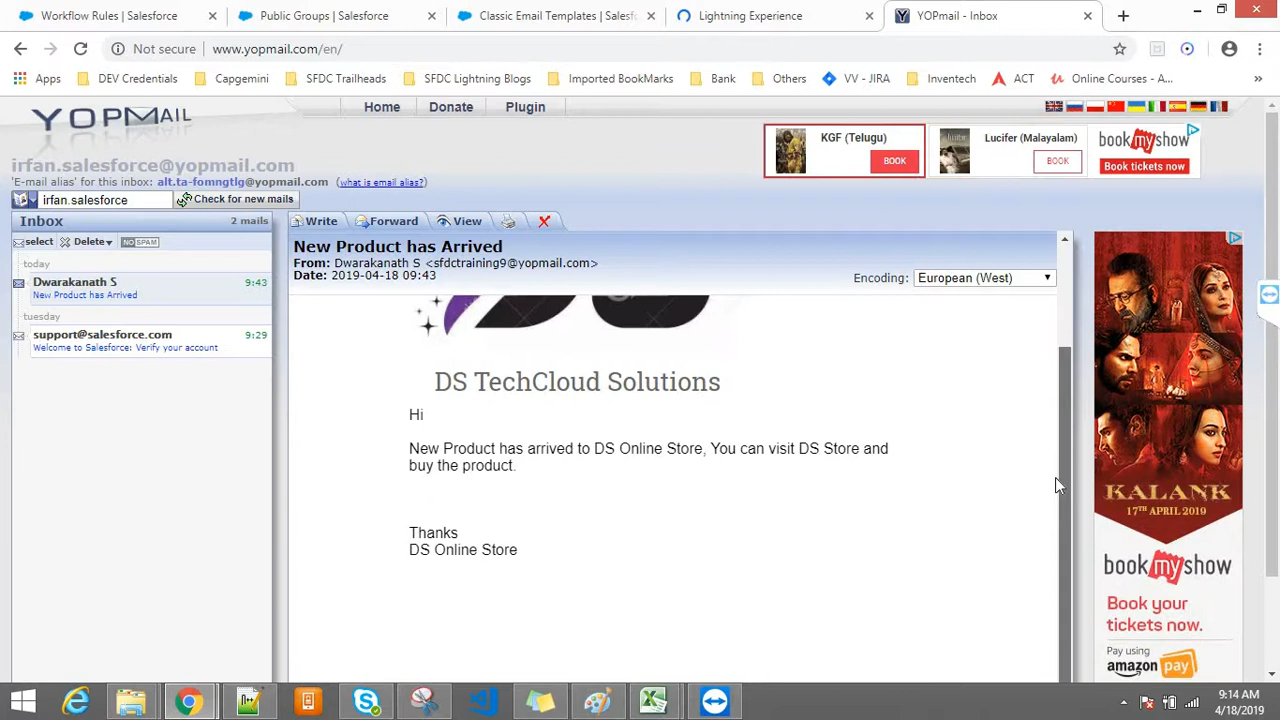 Workflow Rules | Salesforce
Public Groups | Salesforce
Classic Email Templates | Salesf
Lightning Experience
YOPmail - Inbox
Not secure | www.yopmail.com/en/
Apps
DEV Credentials
Capgemini
SFDC Trailheads
SFDC Lightning Blogs
Imported BookMarks
Bank
Others
VV - JIRA
Inventech
ACT
Online Courses - A...
»
YOPMAIL
Home
Donate
Plugin
KGF (Telugu)
BOOK
Lucifer (Malayalam)
BOOK
book my show
Book tickets now
irfan.salesforce@yopmail.com
'E-mail alias' for this inbox: alt.ta-fomngtlg@yopmail.com (what is email alias?)
irfan.salesforce
Check for new mails
Inbox
2 mails
Write
Forward
View
select
Delete
NO SPAM
today
Dwarakanath S 9:43
New Product has Arrived
tuesday
support@salesforce.com 9:29
Welcome to Salesforce: Verify your account
New Product has Arrived
From: Dwarakanath S <sfdctraining9@yopmail.com>
Date: 2019-04-18 09:43
Encoding: European (West)
DS TechCloud Solutions
Hi
New Product has arrived to DS Online Store, You can visit DS Store and
buy the product.
Thanks
DS Online Store
KALANK
17TH APRIL 2019
book my show
Book your
tickets now.
Pay using
amazon pay
9:14 AM
4/18/2019